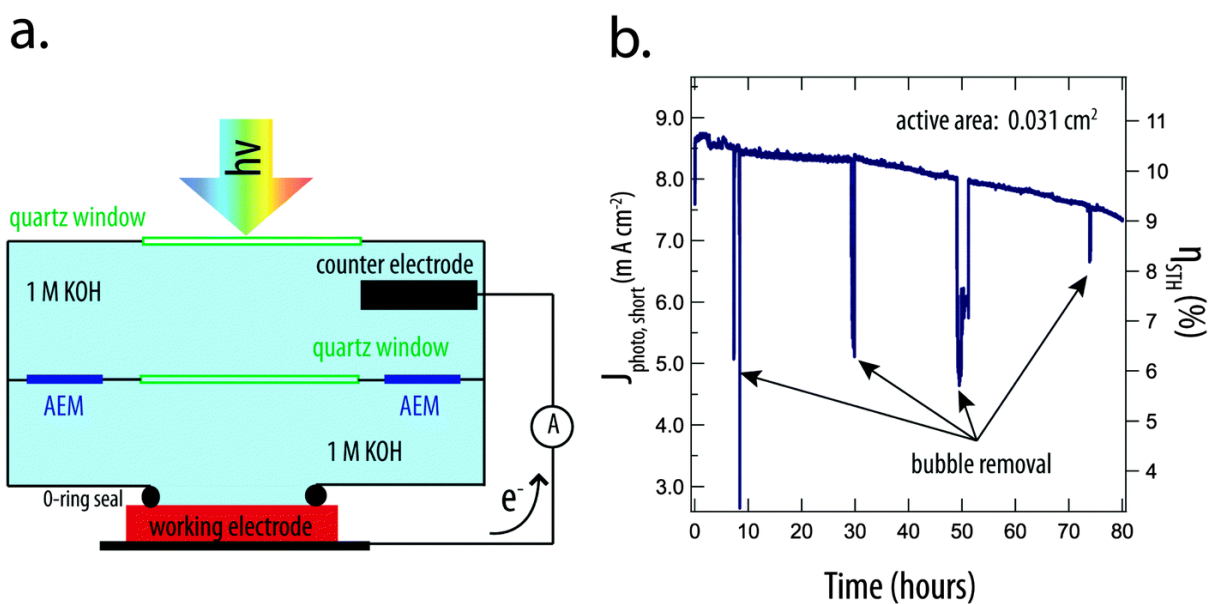 a.
hν
quartz window
1 M KOH
counter electrode
quartz window
AEM
AEM
A
1 M KOH
0-ring seal
e-
working electrode
b.
active area: 0.031 cm²
9.0
8.0
7.0
6.0
5.0
4.0
3.0
J photo, short (m A cm-2)
11
10
9
8
7
6
5
4
ηSTH (%)
bubble removal
0 10 20 30 40 50 60 70 80
Time (hours)